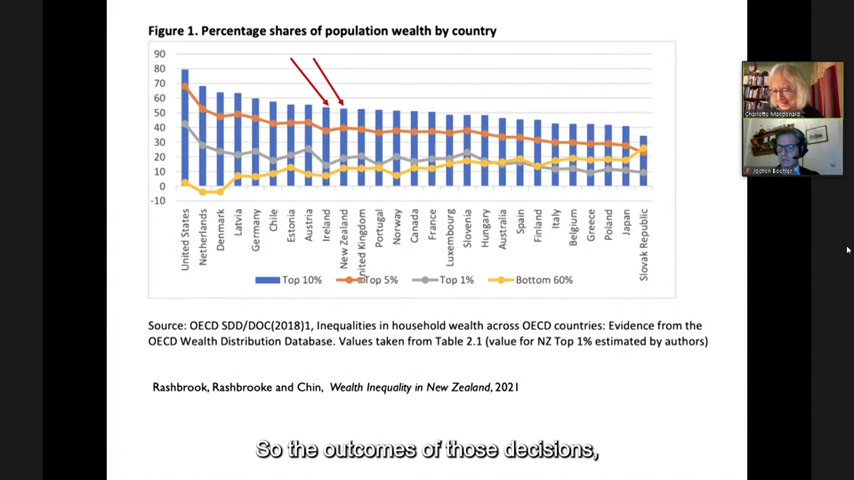 Figure 1. Percentage shares of population wealth by country
90
80
70
60
50
40
30
20
10
0
-10
United States
Netherlands
Denmark
Latvia
Germany
Chile
Estonia
Austria
Ireland
New Zealand
United Kingdom
Portugal
Norway
Canada
France
Luxembourg
Slovenia
Hungary
Australia
Spain
Finland
Italy
Belgium
Greece
Poland
Japan
Slovak Republic
Top 10%
Top 5%
Top 1%
Bottom 60%
Source: OECD SDD/DOC(2018)1, Inequalities in household wealth across OECD countries: Evidence from the
OECD Wealth Distribution Database. Values taken from Table 2.1 (value for NZ Top 1% estimated by authors)
Rashbrook, Rashbrooke and Chin, Wealth Inequality in New Zealand, 2021
Charlotte Macdonald
So the outcomes of those decisions,